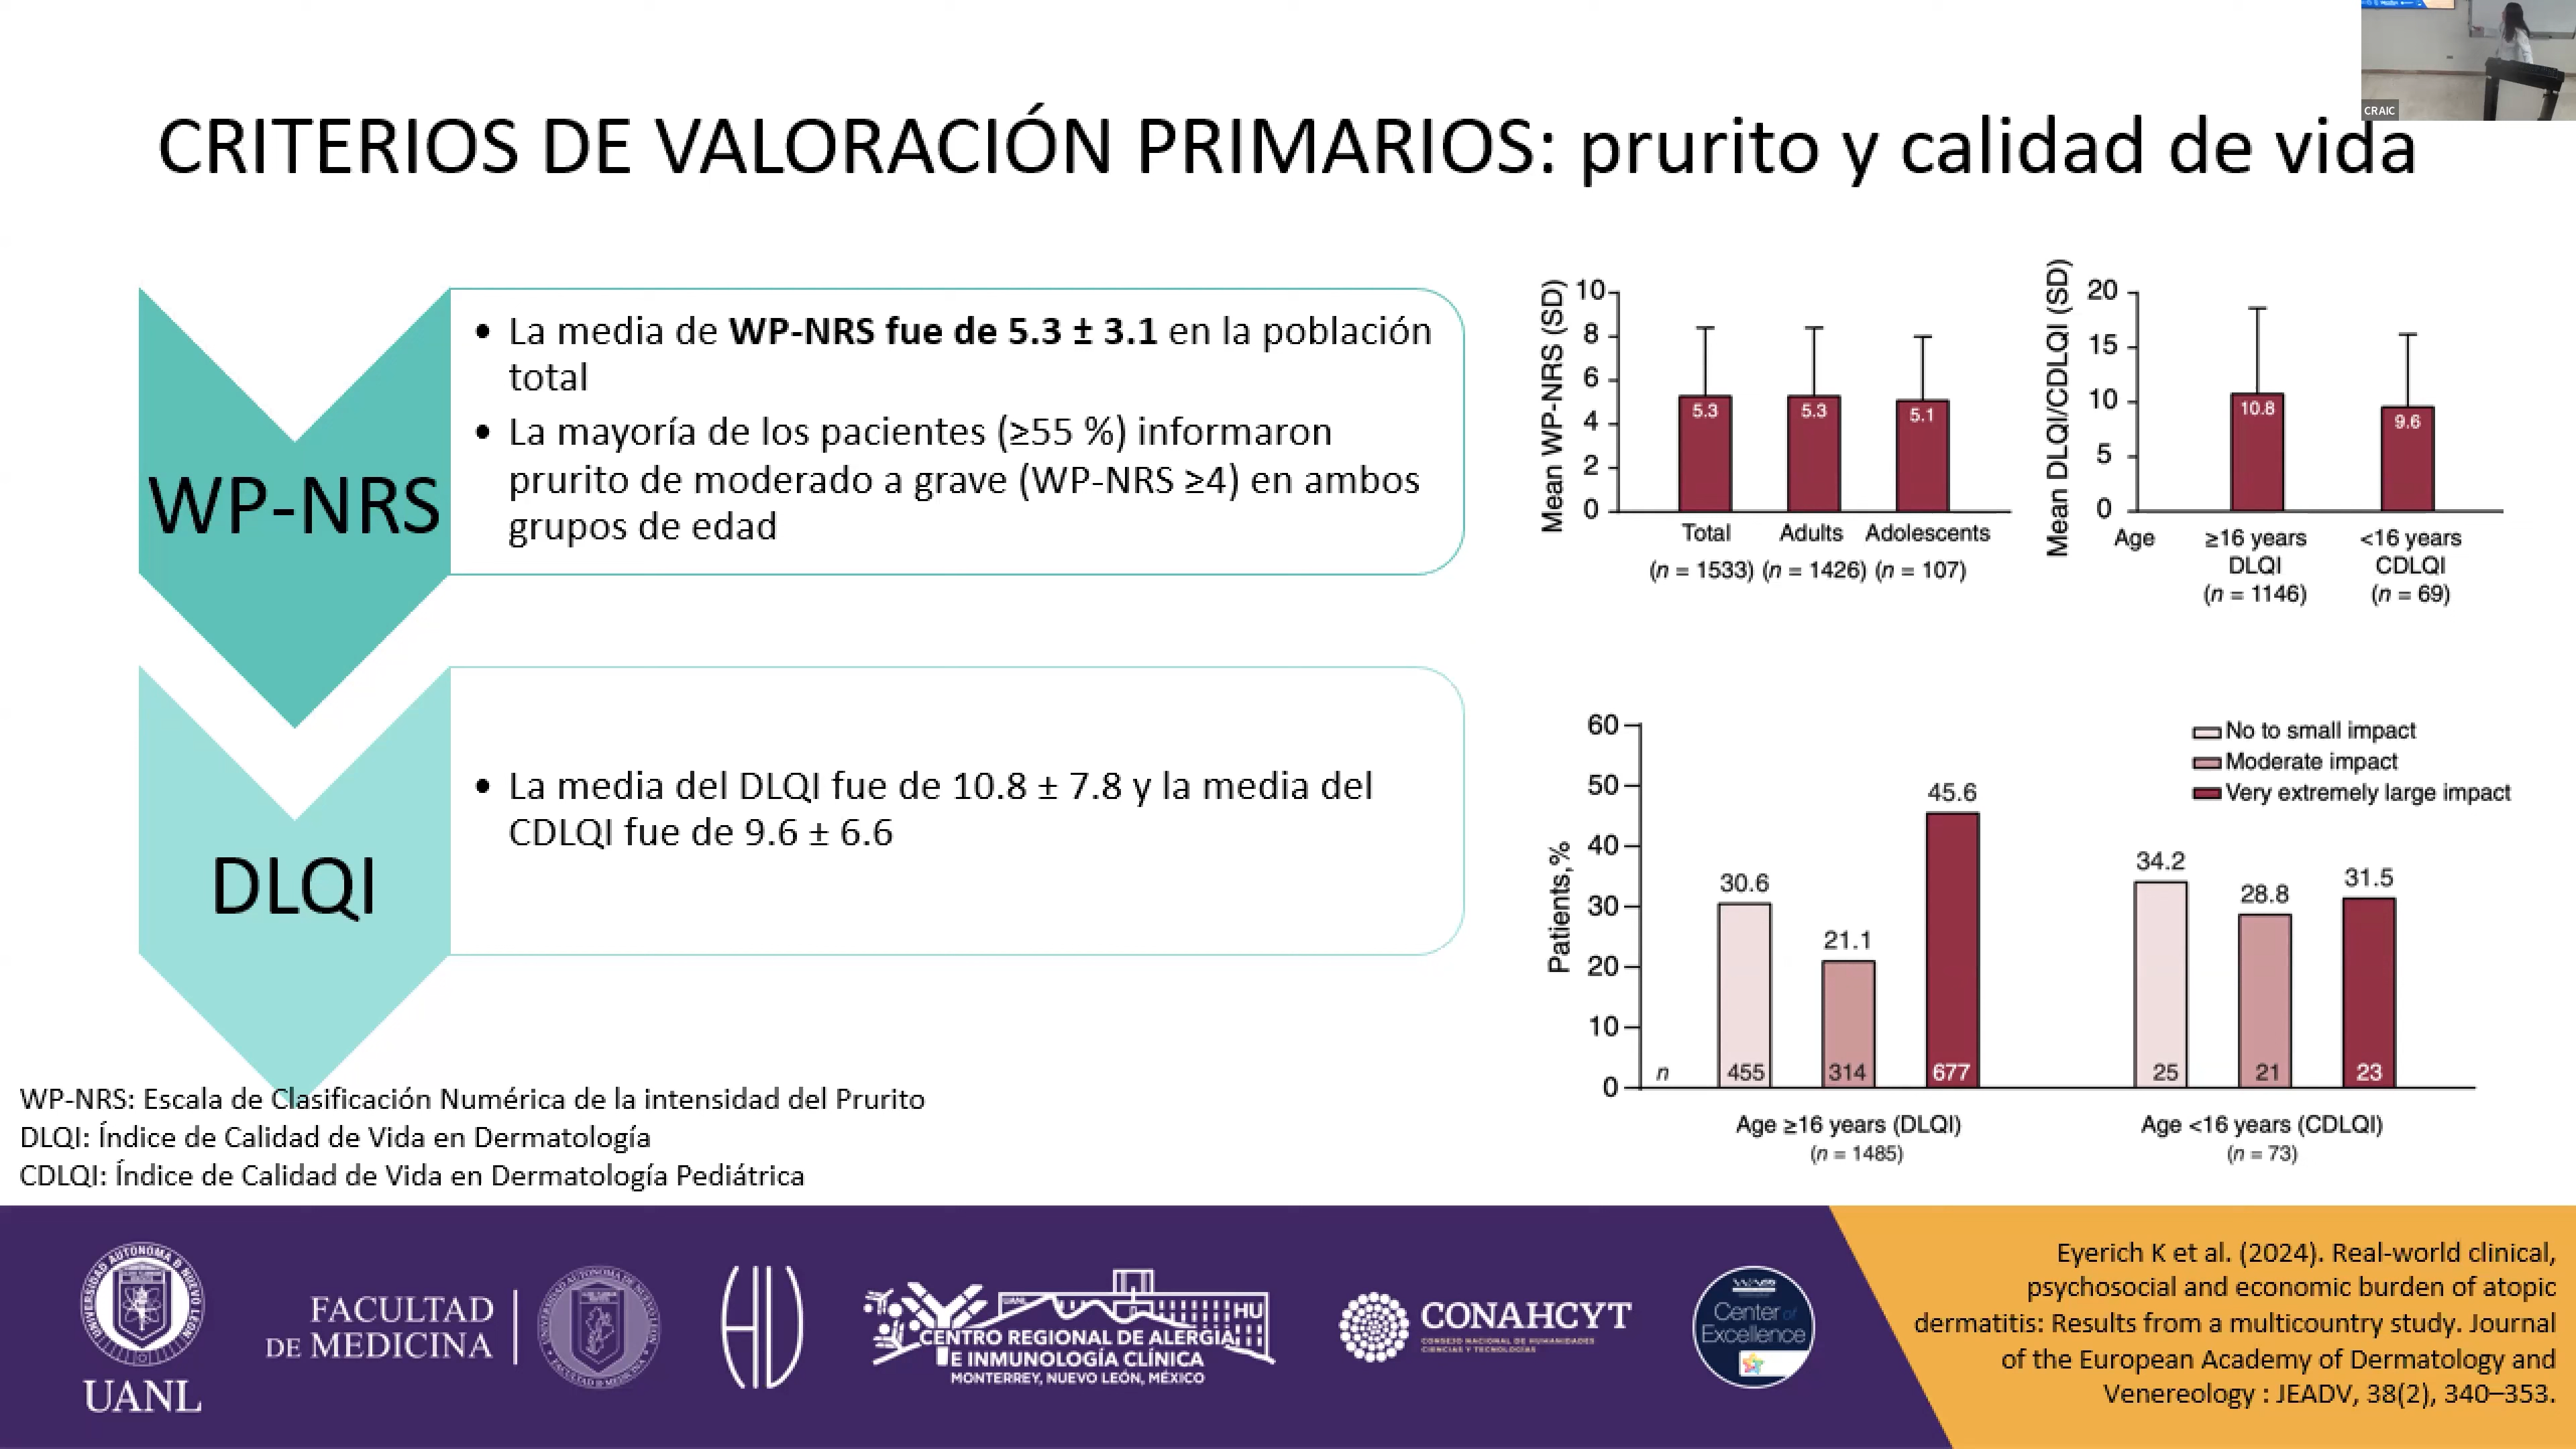 CRAIC
CRITERIOS DE VALORACIÓN PRIMARIOS: prurito y calidad de vida
WP-NRS
• La media de WP-NRS fue de 5.3 ± 3.1 en la población
total
• La mayoría de los pacientes (≥55 %) informaron
prurito de moderado a grave (WP-NRS ≥4) en ambos
grupos de edad
DLQI
• La media del DLQI fue de 10.8 ± 7.8 y la media del
CDLQI fue de 9.6 ± 6.6
WP-NRS: Escala de Clasificación Numérica de la intensidad del Prurito
DLQI: Índice de Calidad de Vida en Dermatología
CDLQI: Índice de Calidad de Vida en Dermatología Pediátrica
Mean WP-NRS (SD)
10
8
6
4
2
0
5.3
5.3
5.1
Total Adults Adolescents
(n = 1533) (n = 1426) (n = 107)
Mean DLQI/CDLQI (SD)
20
15
10
5
0
10.8
9.6
Age
≥16 years
DLQI
(n = 1146)
<16 years
CDLQI
(n = 69)
Patients,%
60
50
40
30
20
10
0
No to small impact
Moderate impact
Very extremely large impact
30.6
21.1
45.6
34.2
28.8
31.5
n 455 314 677 25 21 23
Age ≥16 years (DLQI)
(n = 1485)
Age <16 years (CDLQI)
(n = 73)
UANL
FACULTAD
DE MEDICINA
UANL
HU
CENTRO REGIONAL DE ALERGIA
E INMUNOLOGÍA CLÍNICA
MONTERREY, NUEVO LEÓN, MÉXICO
CONAHCYT
CONSEJO NACIONAL DE HUMANIDADES
CIENCIAS Y TECNOLOGÍAS
Center of
Excellence
Eyerich K et al. (2024). Real-world clinical,
psychosocial and economic burden of atopic
dermatitis: Results from a multicountry study. Journal
of the European Academy of Dermatology and
Venereology : JEADV, 38(2), 340–353.